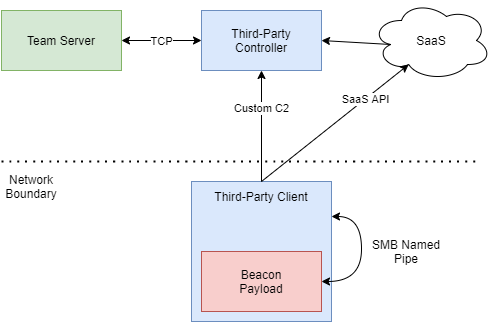 Team Server
TCP
Third-Party
Controller
SaaS
Custom C2
SaaS API
Network
Boundary
Third-Party Client
SMB Named
Pipe
Beacon
Payload